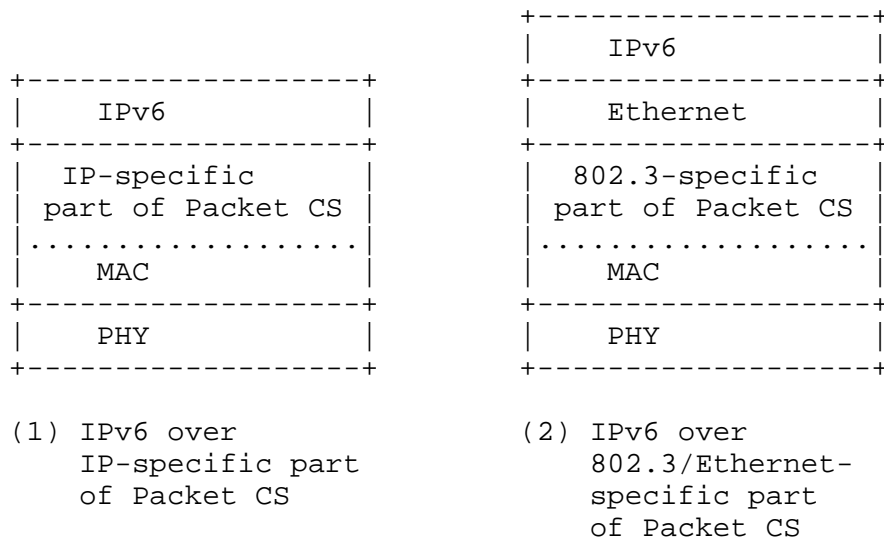 +-------------------+
                              |     IPv6          |
+-------------------+         +-------------------+
|     IPv6          |         |     Ethernet      |
+-------------------+         +-------------------+
|  IP-specific      |         |  802.3-specific   |
| part of Packet CS |         | part of Packet CS |
|...................|         |...................|
|     MAC           |         |     MAC           |
+-------------------+         +-------------------+
|     PHY           |         |     PHY           |
+-------------------+         +-------------------+

(1) IPv6 over                 (2) IPv6 over
    IP-specific part              802.3/Ethernet-
    of Packet CS                  specific part
                                  of Packet CS